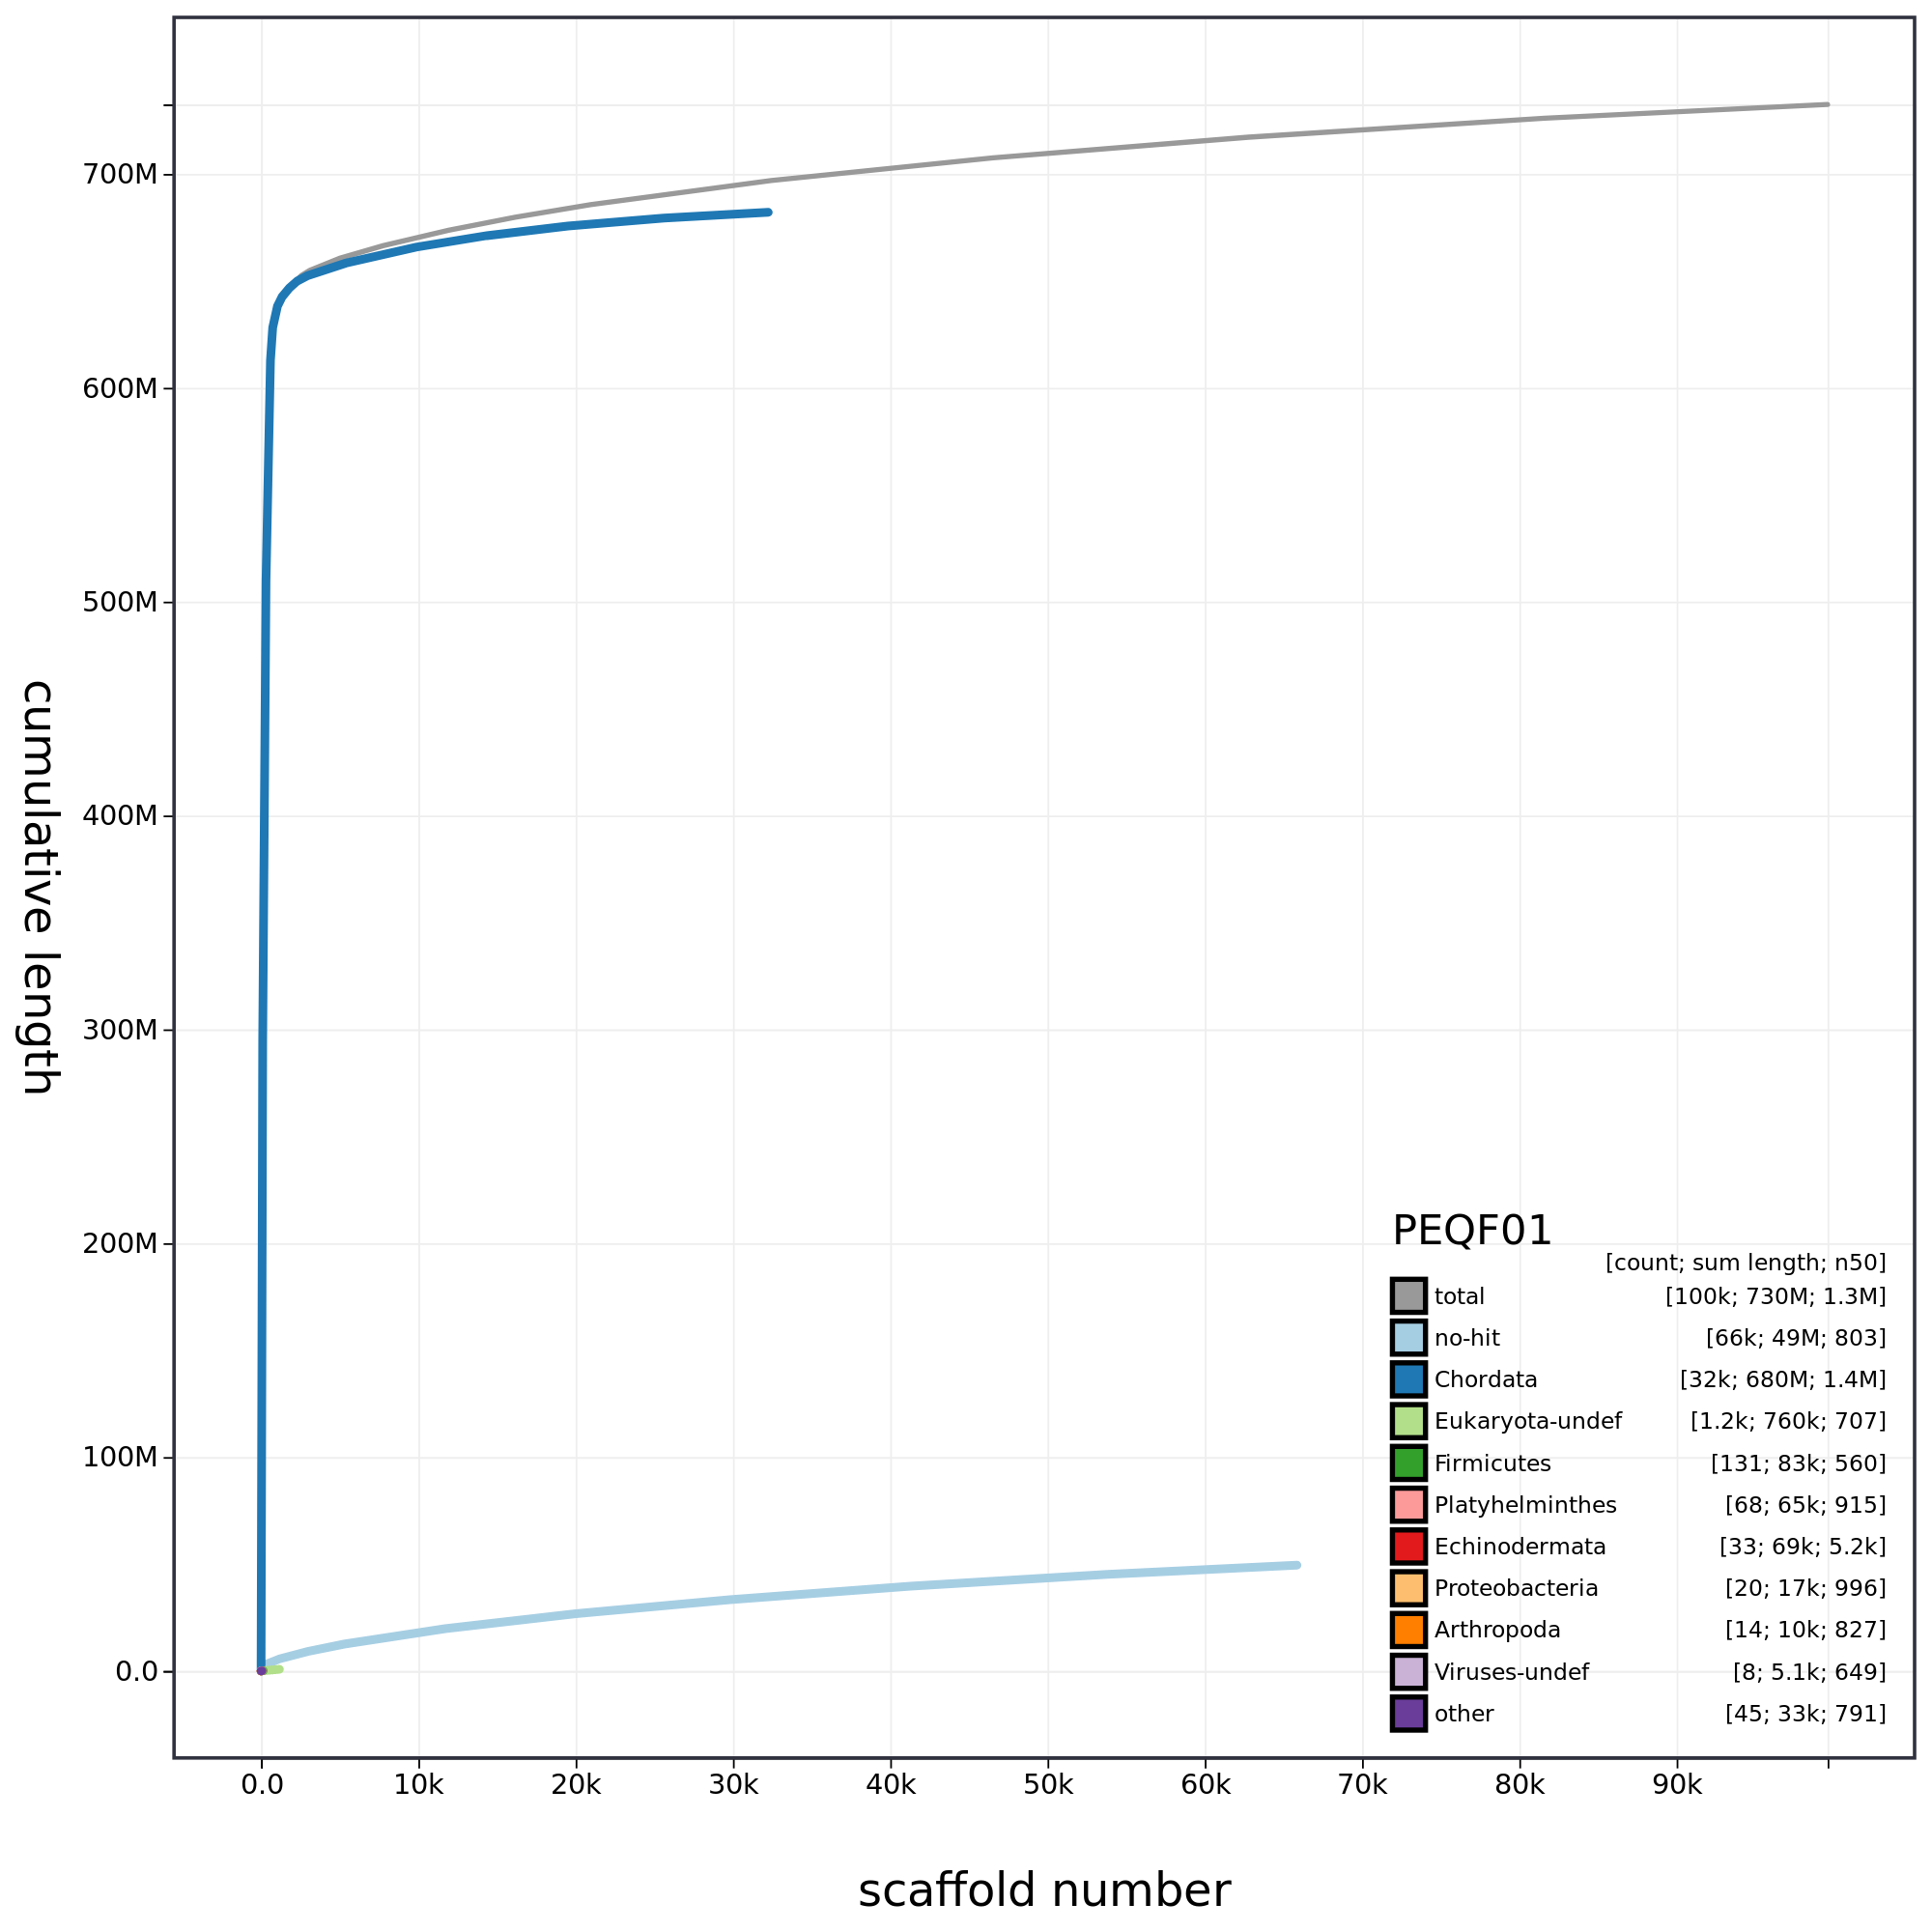 700M
600M
500M
400M
300M
200M
100M
0.0
cumulative length
PEQF01
[count; sum length; n50]
total [100k; 730M; 1.3M]
no-hit [66k; 49M; 803]
Chordata [32k; 680M; 1.4M]
Eukaryota-undef [1.2k; 760k; 707]
Firmicutes [131; 83k; 560]
Platyhelminthes [68; 65k; 915]
Echinodermata [33; 69k; 5.2k]
Proteobacteria [20; 17k; 996]
Arthropoda [14; 10k; 827]
Viruses-undef [8; 5.1k; 649]
other [45; 33k; 791]
0.0 10k 20k 30k 40k 50k 60k 70k 80k 90k
scaffold number